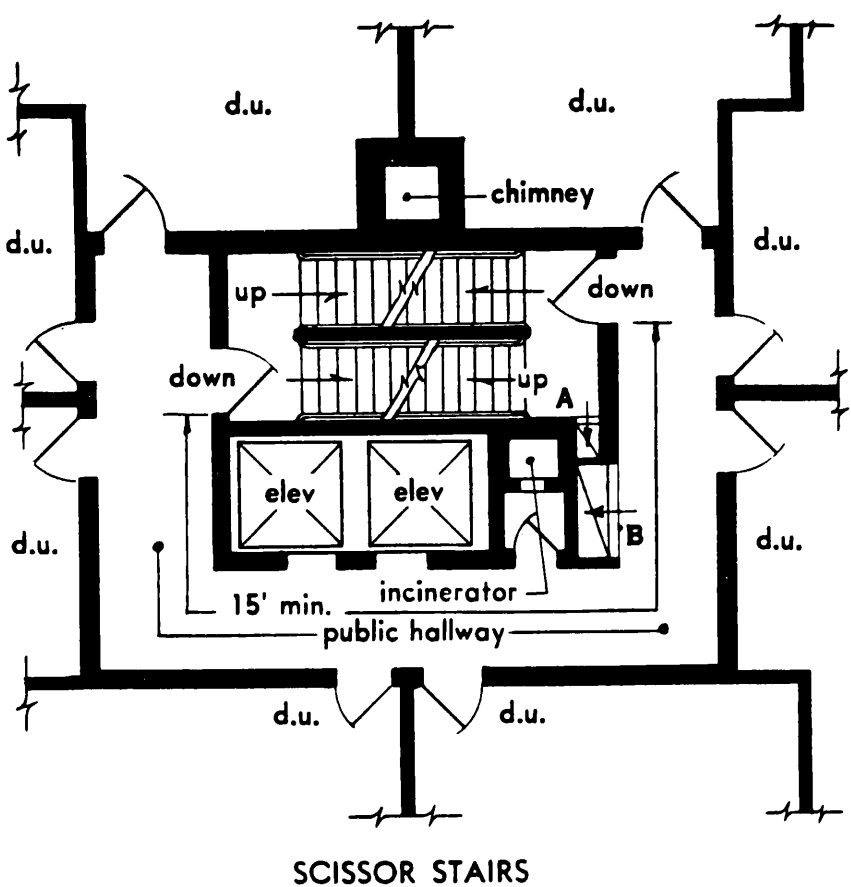 d.u. d.u.
chimney
d.u. d.u.
up down
down up
A
elev elev
B
d.u. d.u.
incinerator
15' min.
public hallway
d.u. d.u.
SCISSOR STAIRS